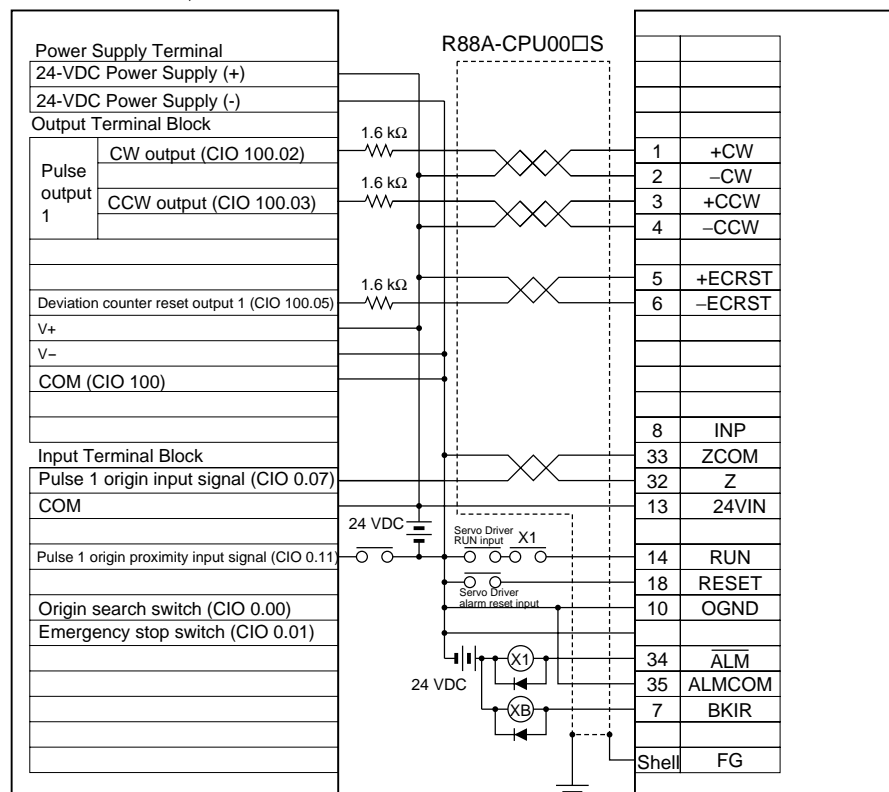 R88A-CPU00□S
Power Supply Terminal
24-VDC Power Supply (+)
24-VDC Power Supply (-)
Output Terminal Block
Pulse output 1
CW output (CIO 100.02)
1.6 kΩ
1 +CW
2 −CW
CCW output (CIO 100.03)
1.6 kΩ
3 +CCW
4 −CCW
5 +ECRST
Deviation counter reset output 1 (CIO 100.05)
1.6 kΩ
6 −ECRST
V+
V−
COM (CIO 100)
8 INP
Input Terminal Block
33 ZCOM
Pulse 1 origin input signal (CIO 0.07)
32 Z
COM
13 24VIN
24 VDC
Servo Driver
RUN input
X1
Pulse 1 origin proximity input signal (CIO 0.11)
14 RUN
18 RESET
Servo Driver
alarm reset input
Origin search switch (CIO 0.00)
10 OGND
Emergency stop switch (CIO 0.01)
X1
34 ALM
24 VDC
35 ALMCOM
XB
7 BKIR
Shell FG